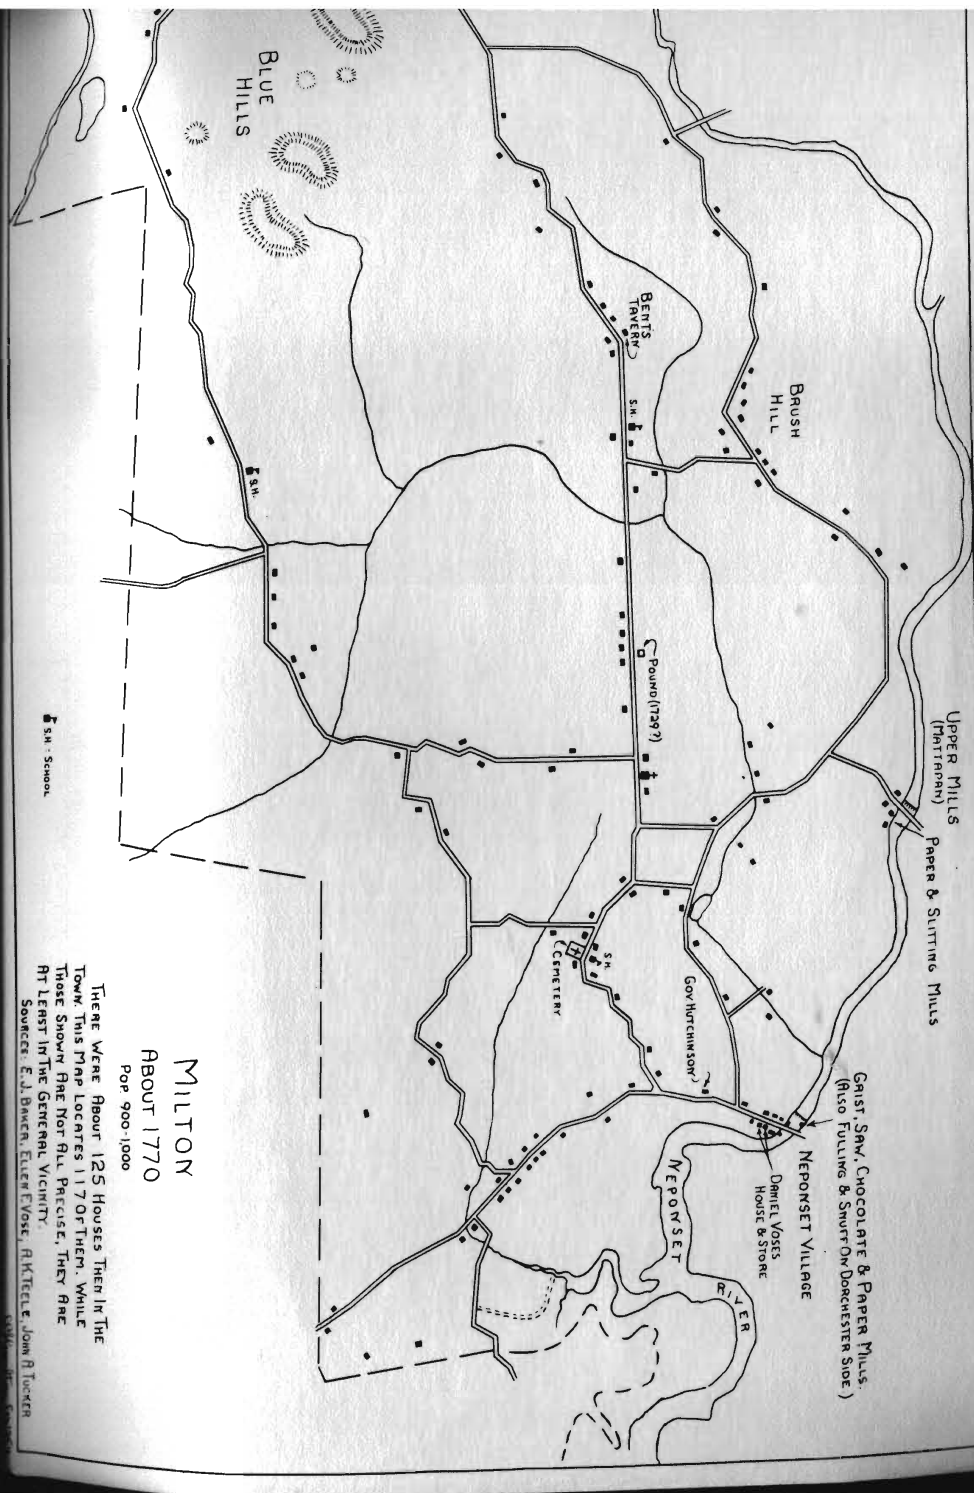 BLUE
HILLS
BENT'S
TAVERN
S.H.
BRUSH
HILL
S.H.
POUND (1729?)
UPPER MILLS
(MATTAPAN)
PAPER & SLITTING MILLS
S.H.
CEMETERY
GOV HUTCHINSON
GRIST, SAW, CHOCOLATE & PAPER MILLS.
(ALSO FULLING & SNUFF ON DORCHESTER SIDE.)
NEPONSET VILLAGE
DANIEL VOSES
HOUSE & STORE
NEPONSET
RIVER
MILTON
ABOUT 1770
POP. 900-1,000
THERE WERE ABOUT 125 HOUSES THEN IN THE
TOWN. THIS MAP LOCATES 117 OF THEM. WHILE
THOSE SHOWN ARE NOT ALL PRECISE, THEY ARE
AT LEAST IN THE GENERAL VICINITY.
SOURCES: E.J. BAKER, ELLEN F. VOSE, A.K. TEELE, JOHN A. TUCKER
S.H. - SCHOOL